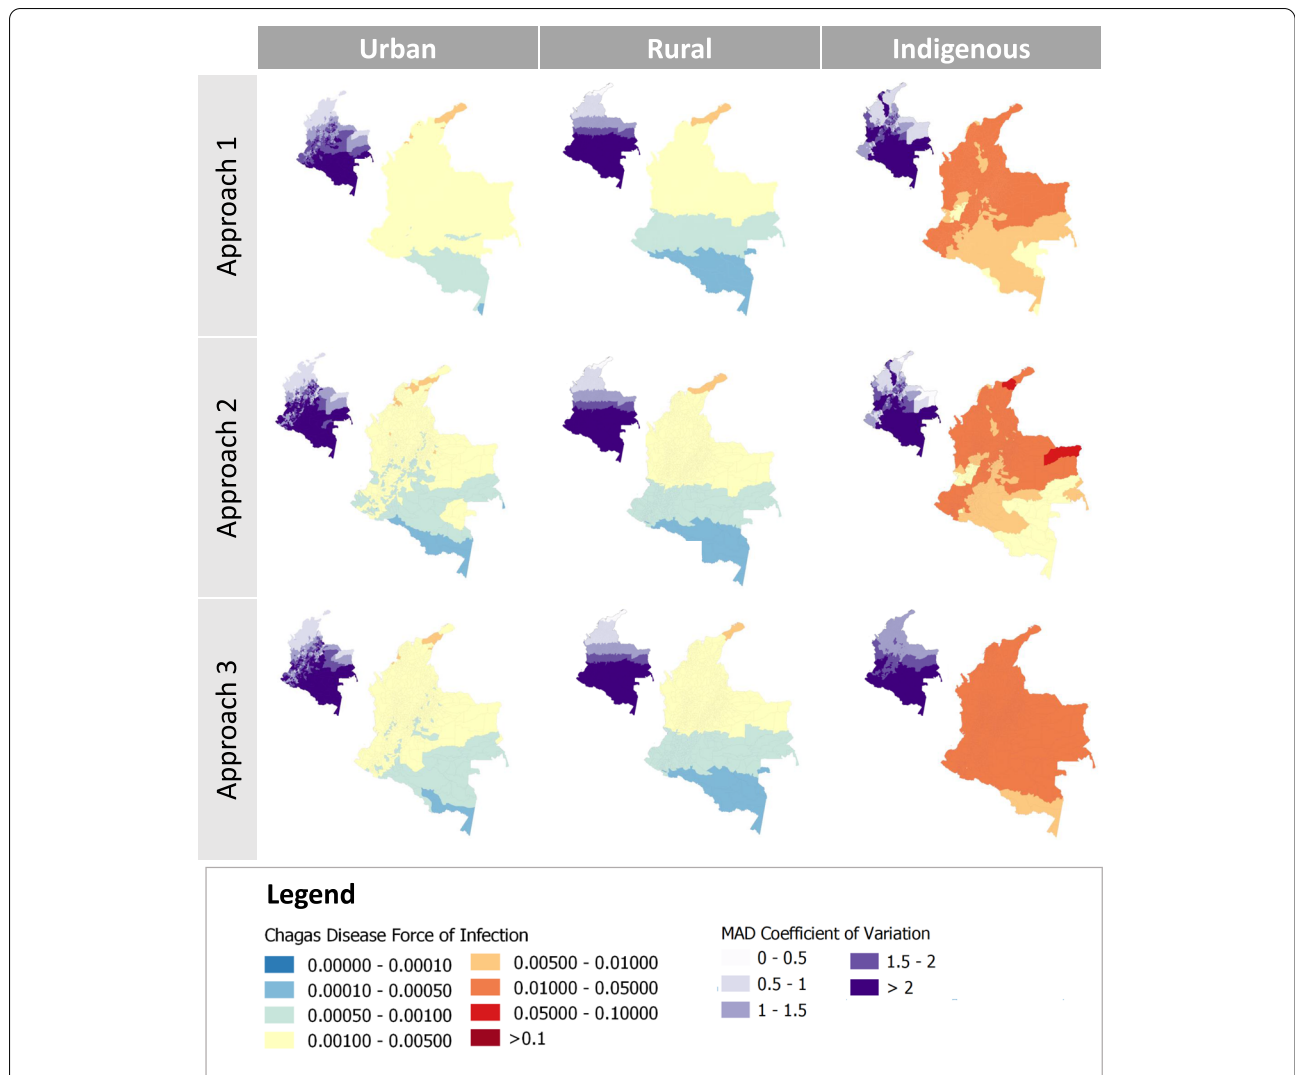 Urban Rural Indigenous
Approach 1
Approach 2
Approach 3
Legend
Chagas Disease Force of Infection
0.00000 - 0.00010
0.00010 - 0.00050
0.00050 - 0.00100
0.00100 - 0.00500
0.00500 - 0.01000
0.01000 - 0.05000
0.05000 - 0.10000
>0.1
MAD Coefficient of Variation
0 - 0.5
0.5 - 1
1 - 1.5
1.5 - 2
> 2